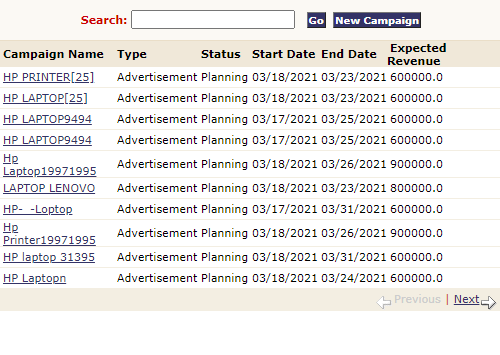 Search: Go New Campaign
Campaign Name Type Status Start Date End Date Expected Revenue
HP PRINTER[25] Advertisement Planning 03/18/2021 03/23/2021 600000.0
HP LAPTOP[25] Advertisement Planning 03/18/2021 03/23/2021 600000.0
HP LAPTOP9494 Advertisement Planning 03/17/2021 03/25/2021 600000.0
HP LAPTOP9494 Advertisement Planning 03/17/2021 03/25/2021 600000.0
Hp Laptop19971995 Advertisement Planning 03/18/2021 03/26/2021 900000.0
LAPTOP LENOVO Advertisement Planning 03/18/2021 03/23/2021 800000.0
HP- -Loptop Advertisement Planning 03/17/2021 03/31/2021 600000.0
Hp Printer19971995 Advertisement Planning 03/18/2021 03/26/2021 900000.0
HP laptop 31395 Advertisement Planning 03/18/2021 03/31/2021 600000.0
HP Laptopn Advertisement Planning 03/18/2021 03/24/2021 600000.0
Previous | Next